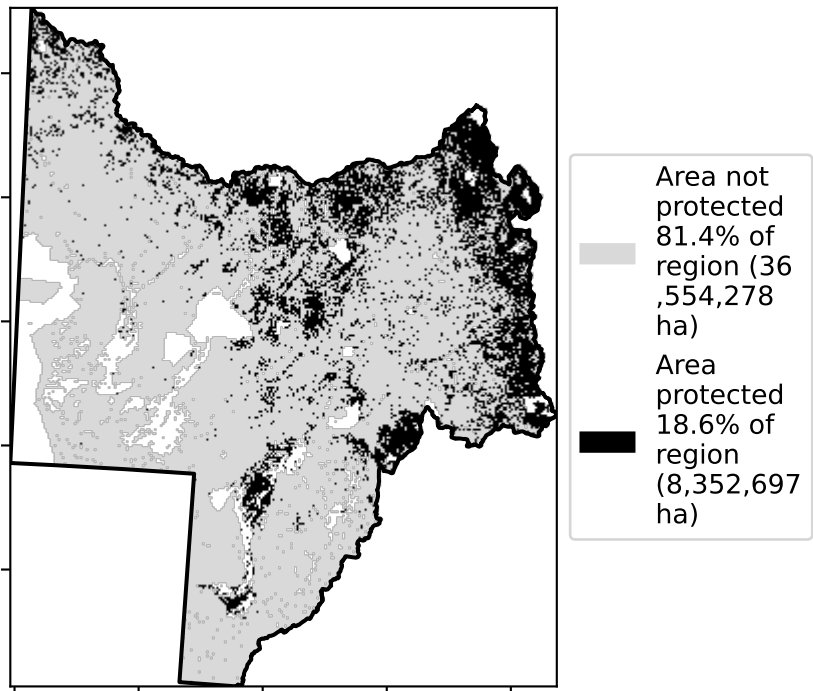 Area not
protected
81.4% of
region (36
,554,278
ha)
Area
protected
18.6% of
region
(8,352,697
ha)